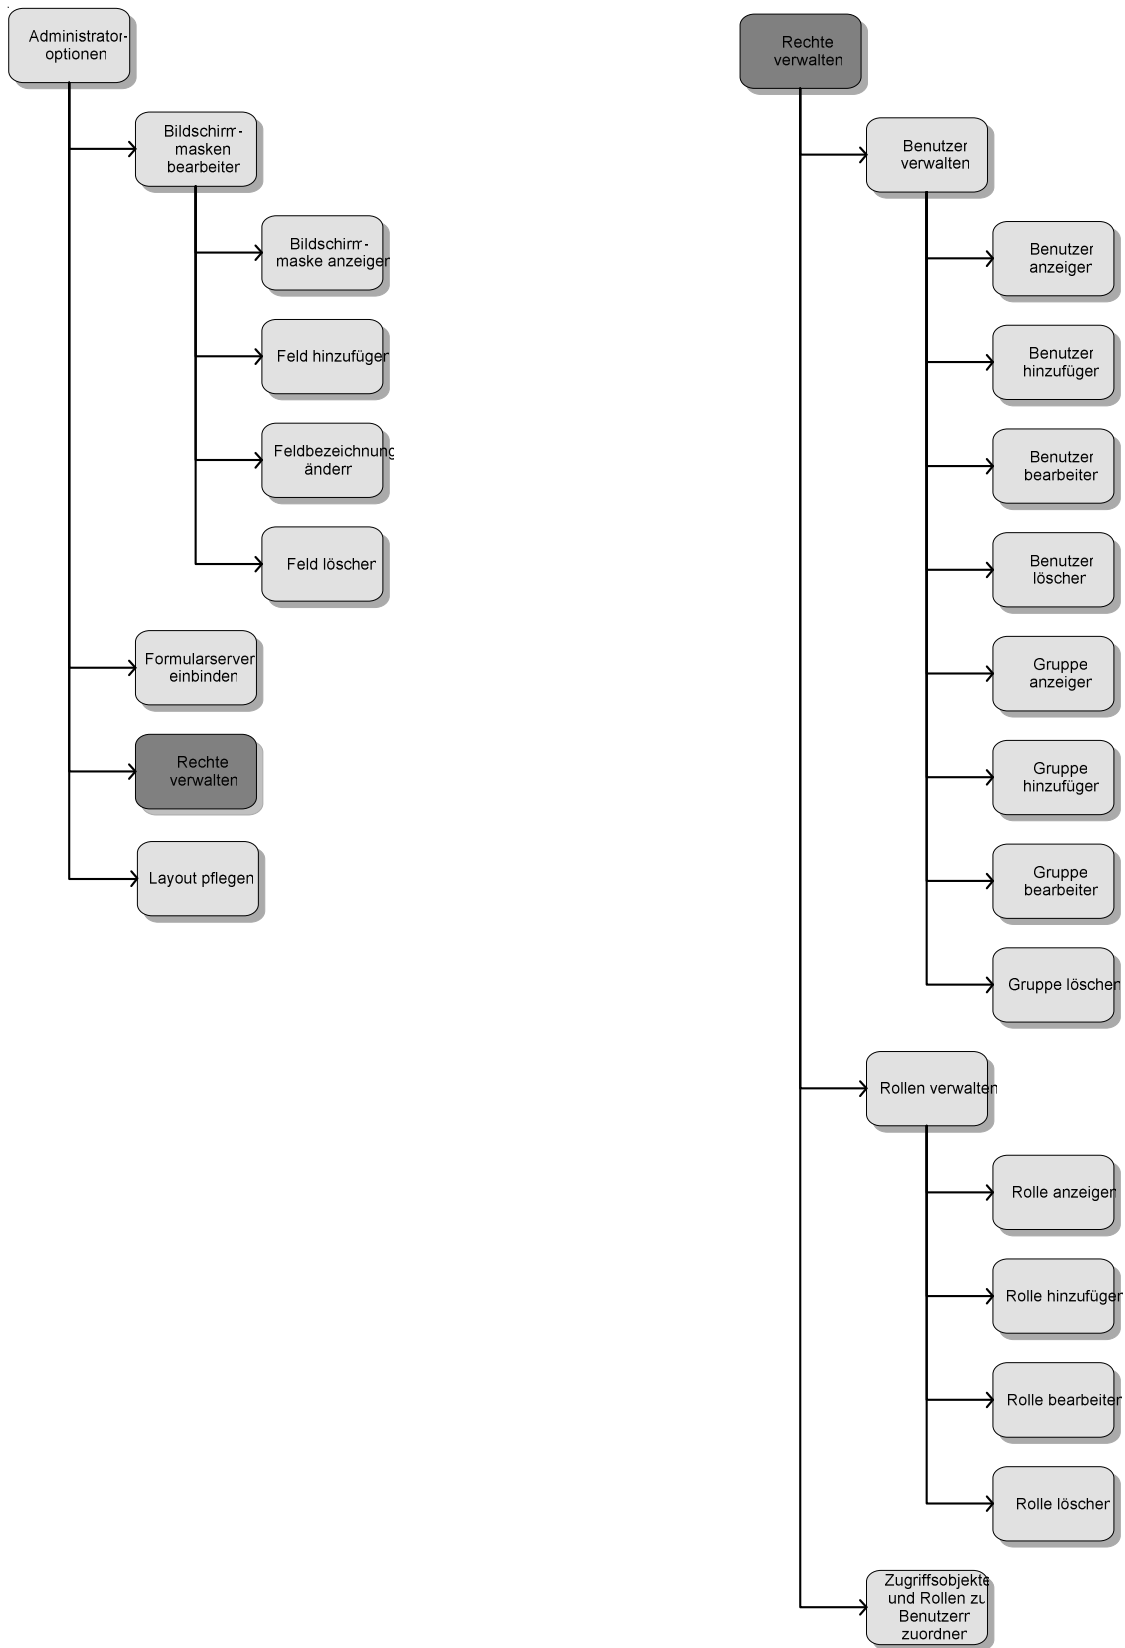 Administrator-
optionen
Bildschirm-
masken
bearbeiten
Bildschirm-
maske anzeigen
Feld hinzufügen
Feldbezeichnung
ändern
Feld löschen
Formularserver
einbinden
Rechte
verwalten
Layout pflegen
Rechte
verwalten
Benutzer
verwalten
Benutzer
anzeigen
Benutzer
hinzufügen
Benutzer
bearbeiten
Benutzer
löschen
Gruppe
anzeigen
Gruppe
hinzufügen
Gruppe
bearbeiten
Gruppe löschen
Rollen verwalten
Rolle anzeigen
Rolle hinzufügen
Rolle bearbeiten
Rolle löschen
Zugriffsobjekte
und Rollen zu
Benutzern
zuordnen